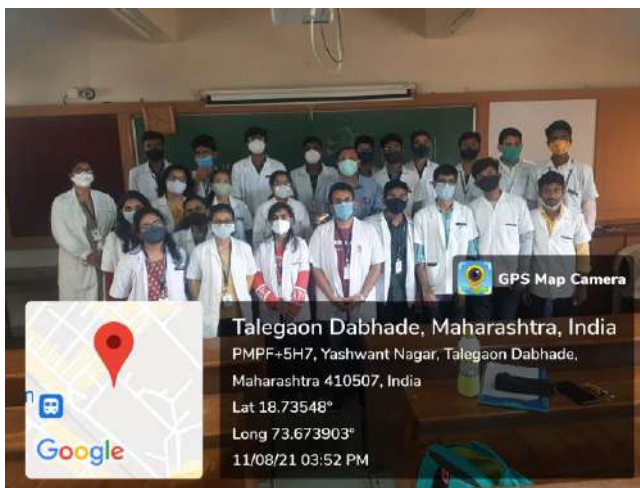 GPS Map Camera
Talegaon Dabhade, Maharashtra, India
PMPF+5H7, Yashwant Nagar, Talegaon Dabhade,
Maharashtra 410507, India
Lat 18.73548°
Long 73.673903°
11/08/21 03:52 PM
n
Google